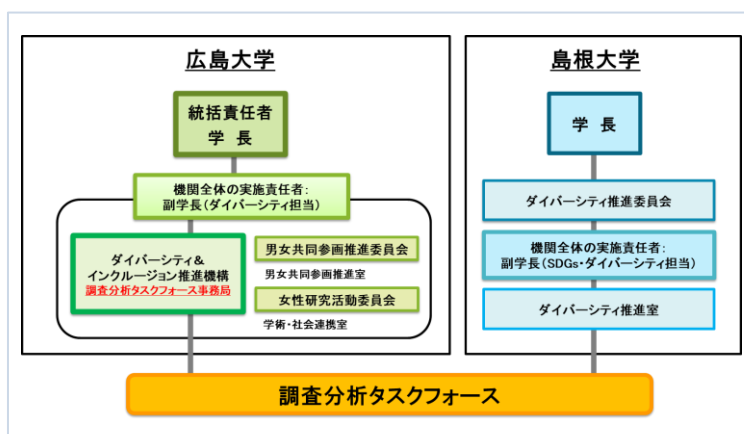 広島大学
統括責任者
学 長
機関全体の実施責任者:
副学長(ダイバーシティ担当)
ダイバーシティ&
インクルージョン推進機構
調査分析タスクフォース事務局
男女共同参画推進委員会
男女共同参画推進室
女性研究活動委員会
学術・社会連携室
島根大学
学 長
ダイバーシティ推進委員会
機関全体の実施責任者:
副学長(SDGs・ダイバーシティ担当)
ダイバーシティ推進室
調査分析タスクフォース